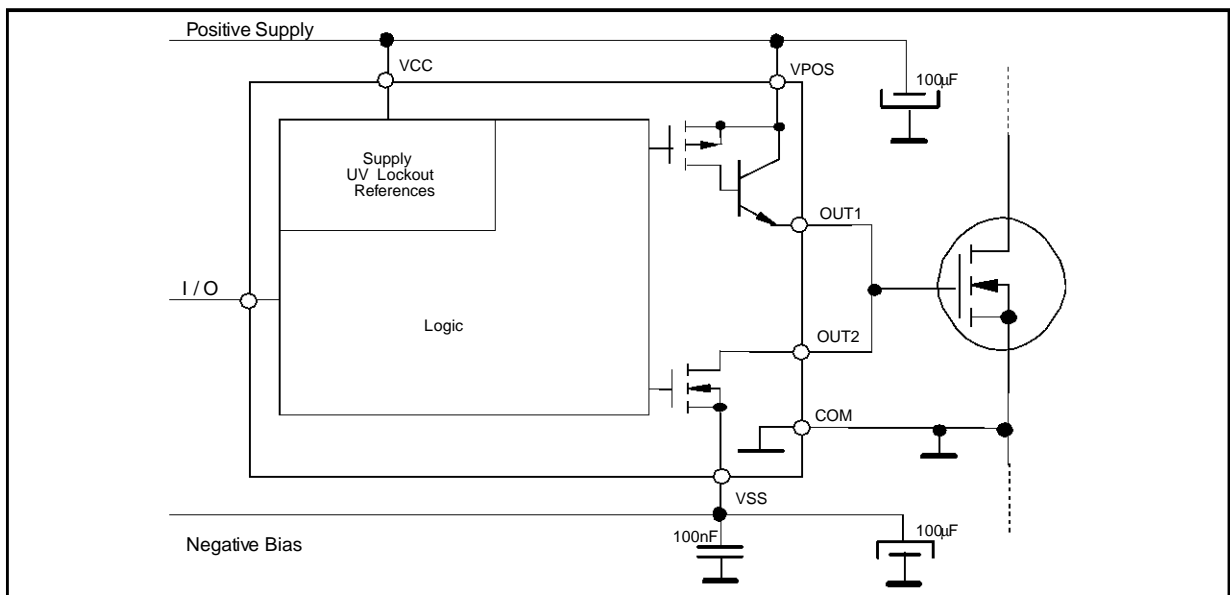 Positive Supply
VCC
VPOS
100µF
Supply
UV Lockout
References
OUT1
I / O
Logic
OUT2
COM
VSS
Negative Bias
100nF
100µF